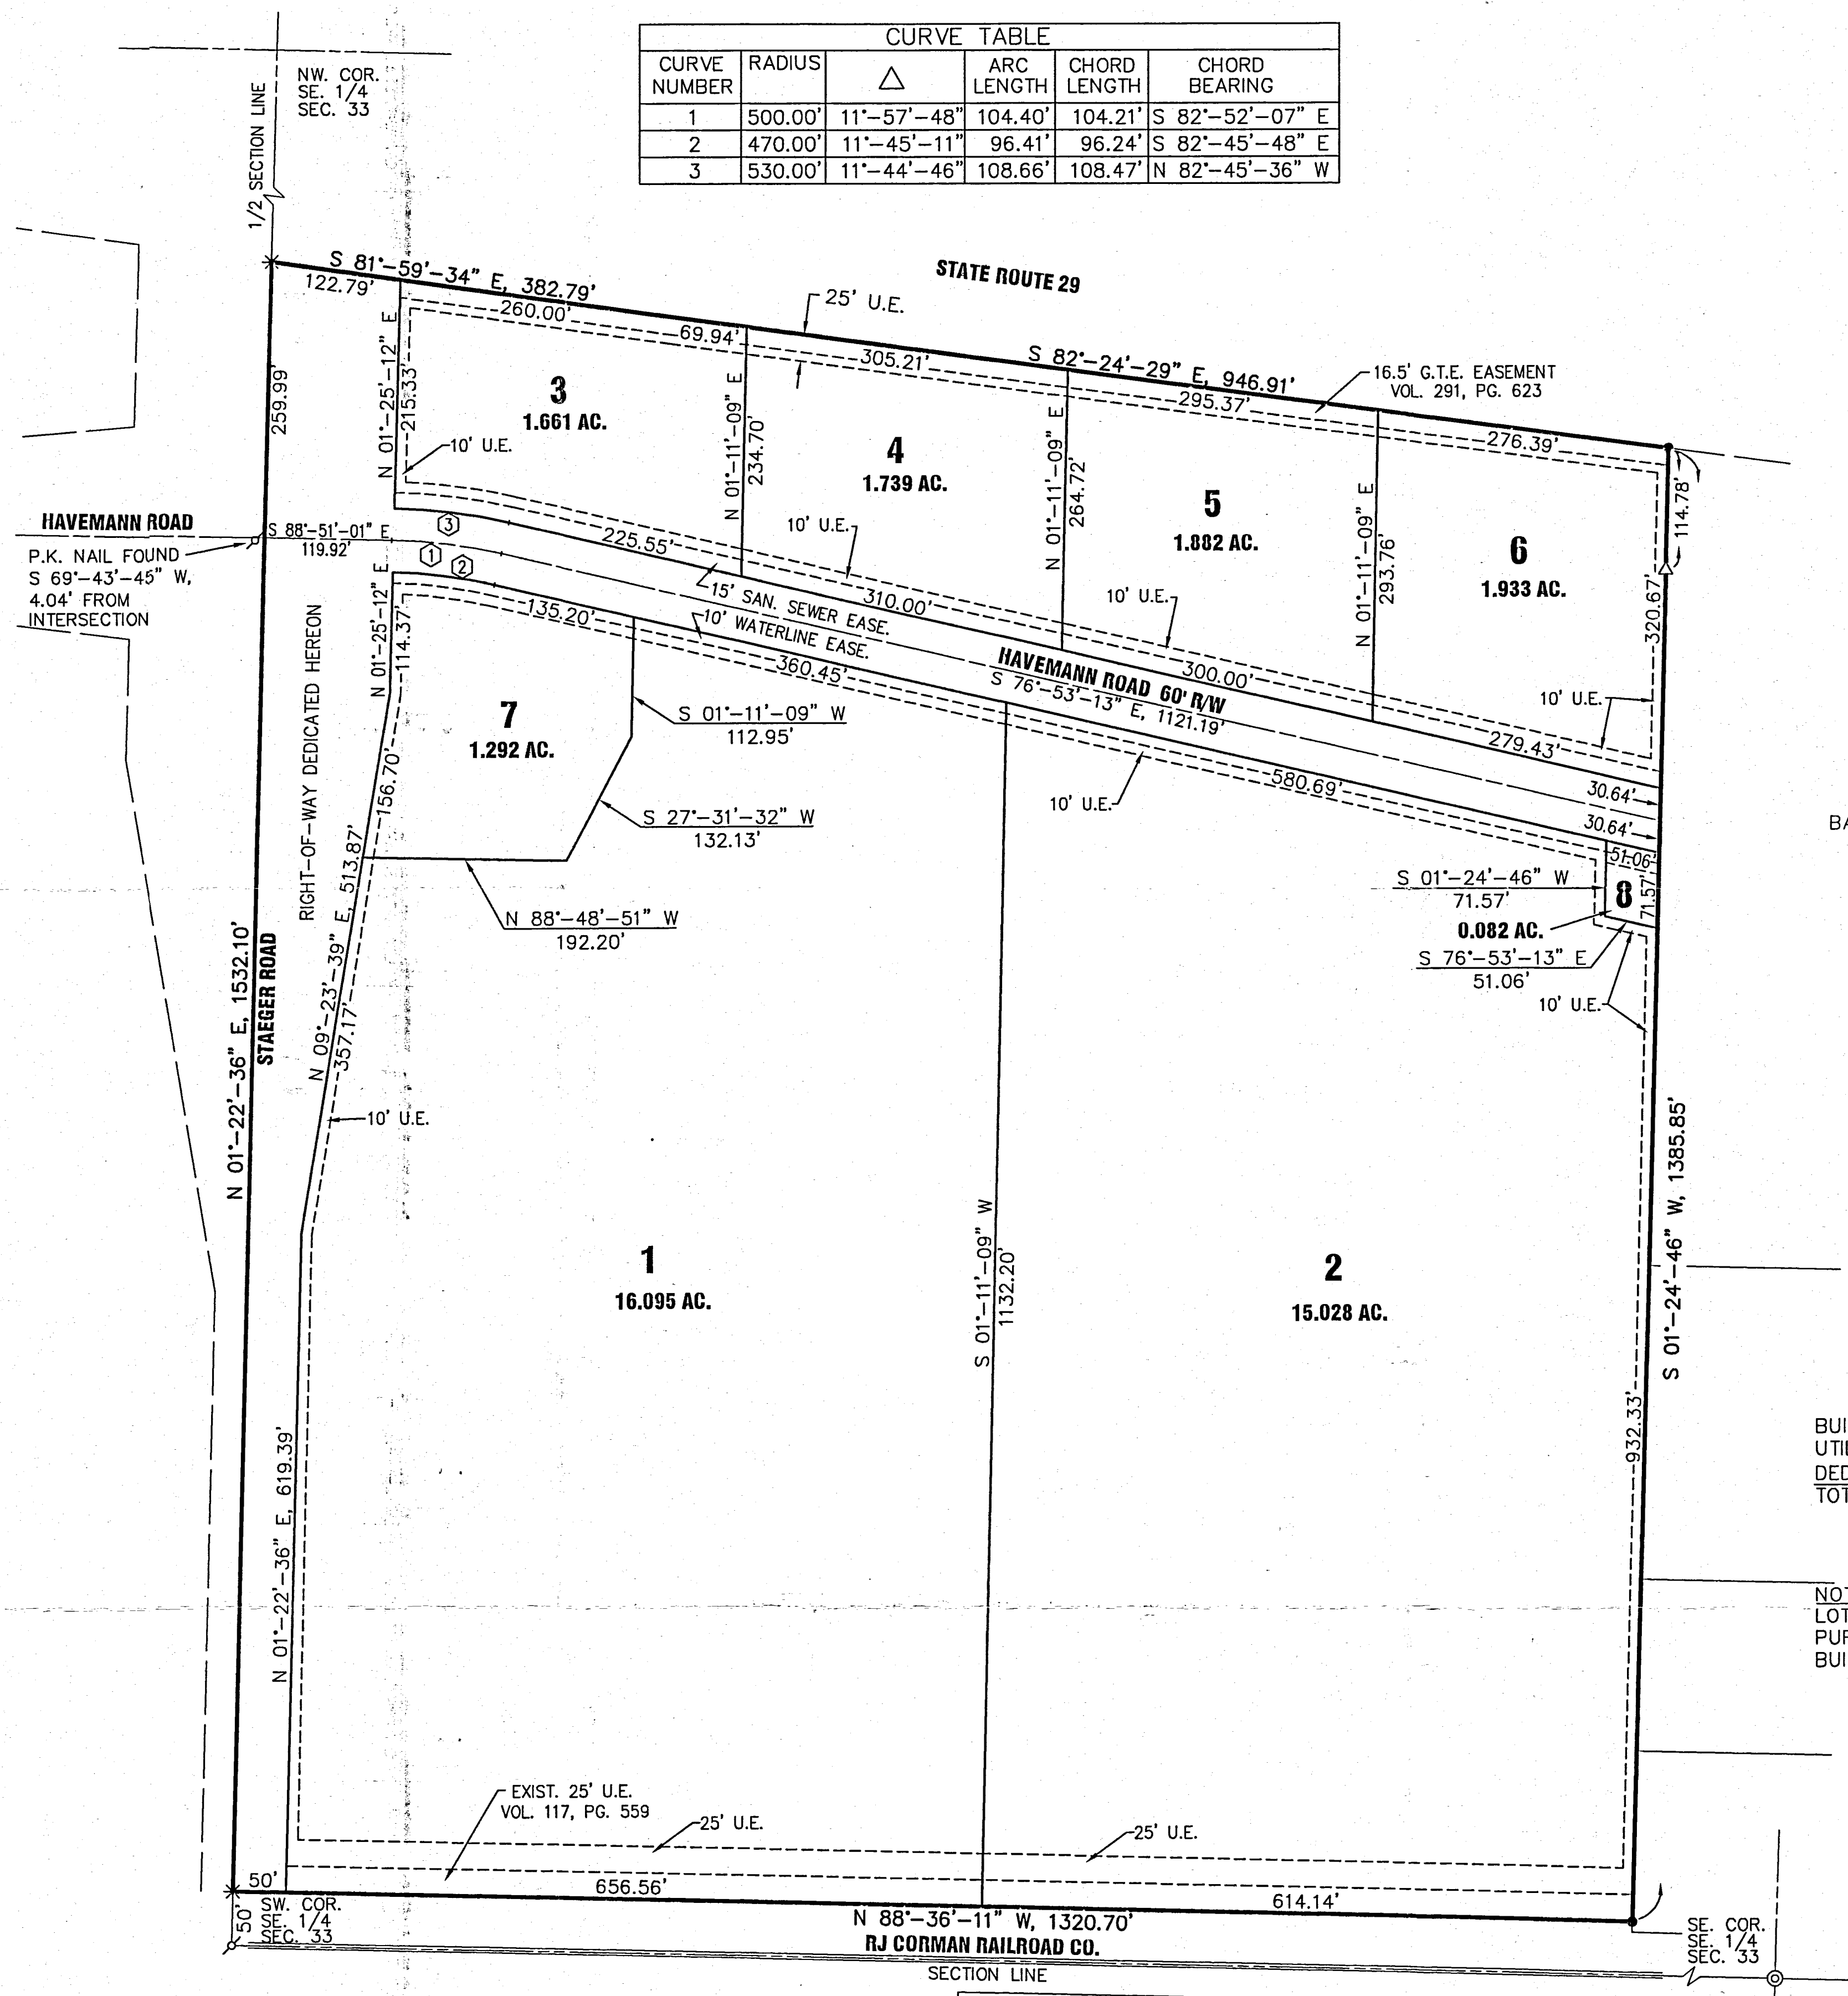 CURVE TABLE
CURVE NUMBER RADIUS △ ARC LENGTH CHORD LENGTH CHORD BEARING
1 500.00' 11°-57'-48" 104.40' 104.21' S 82°-52'-07" E
2 470.00' 11°-45'-11" 96.41' 96.24' S 82°-45'-48" E
3 530.00' 11°-44'-46" 108.66' 108.47' N 82°-45'-36" W
NW. COR.
SE. 1/4
SEC. 33
1/2 SECTION LINE
S 81°-59'-34" E, 382.79'
122.79'
STATE ROUTE 29
25' U.E.
260.00'
69.94'
305.21'
S 82°-24'-29" E, 946.91'
295.37'
16.5' G.T.E. EASEMENT
VOL. 291, PG. 623
276.39'
114.78'
259.99'
N 01°-25'-12" E
215.33'
10' U.E.
3
1.661 AC.
N 01°-11'-09" E
234.70'
4
1.739 AC.
N 01°-11'-09" E
264.72'
5
1.882 AC.
N 01°-11'-09" E
293.76'
6
1.933 AC.
320.67'
HAVEMANN ROAD
P.K. NAIL FOUND
S 69°-43'-45" W,
4.04' FROM
INTERSECTION
S 88°-51'-01" E
119.92'
3
1
2
225.55'
10' U.E.
310.00'
10' U.E.
300.00'
10' U.E.
279.43'
15' SAN. SEWER EASE.
10' WATERLINE EASE.
HAVEMANN ROAD 60' R/W
S 76°-53'-13" E, 1121.19'
30.64'
30.64'
135.20'
360.45'
10' U.E.
580.69'
RIGHT-OF-WAY DEDICATED HEREON
N 01°-25'-12" E
114.37'
156.70'
7
1.292 AC.
S 01°-11'-09" W
112.95'
S 27°-31'-32" W
132.13'
N 88°-48'-51" W
192.20'
BA
51.06'
S 01°-24'-46" W
71.57'
8
71.57'
0.082 AC.
S 76°-53'-13" E
51.06'
10' U.E.
N 01°-22'-36" E, 1532.10'
STAEGER ROAD
N 09°-23'-39" E, 513.87'
357.17'
10' U.E.
1
16.095 AC.
S 01°-11'-09" W
1132.20'
2
15.028 AC.
S 01°-24'-46" W, 1385.85'
932.33'
N 01°-22'-36" E, 619.39'
BUI
UTI
DED
TOT
NOT
LOT
PUR
BUI
EXIST. 25' U.E.
VOL. 117, PG. 559
25' U.E.
25' U.E.
50'
656.56'
614.14'
50'
SW. COR.
SE. 1/4
SEC. 33
N 88°-36'-11" W, 1320.70'
RJ CORMAN RAILROAD CO.
SECTION LINE
SE. COR.
SE. 1/4
SEC. 33